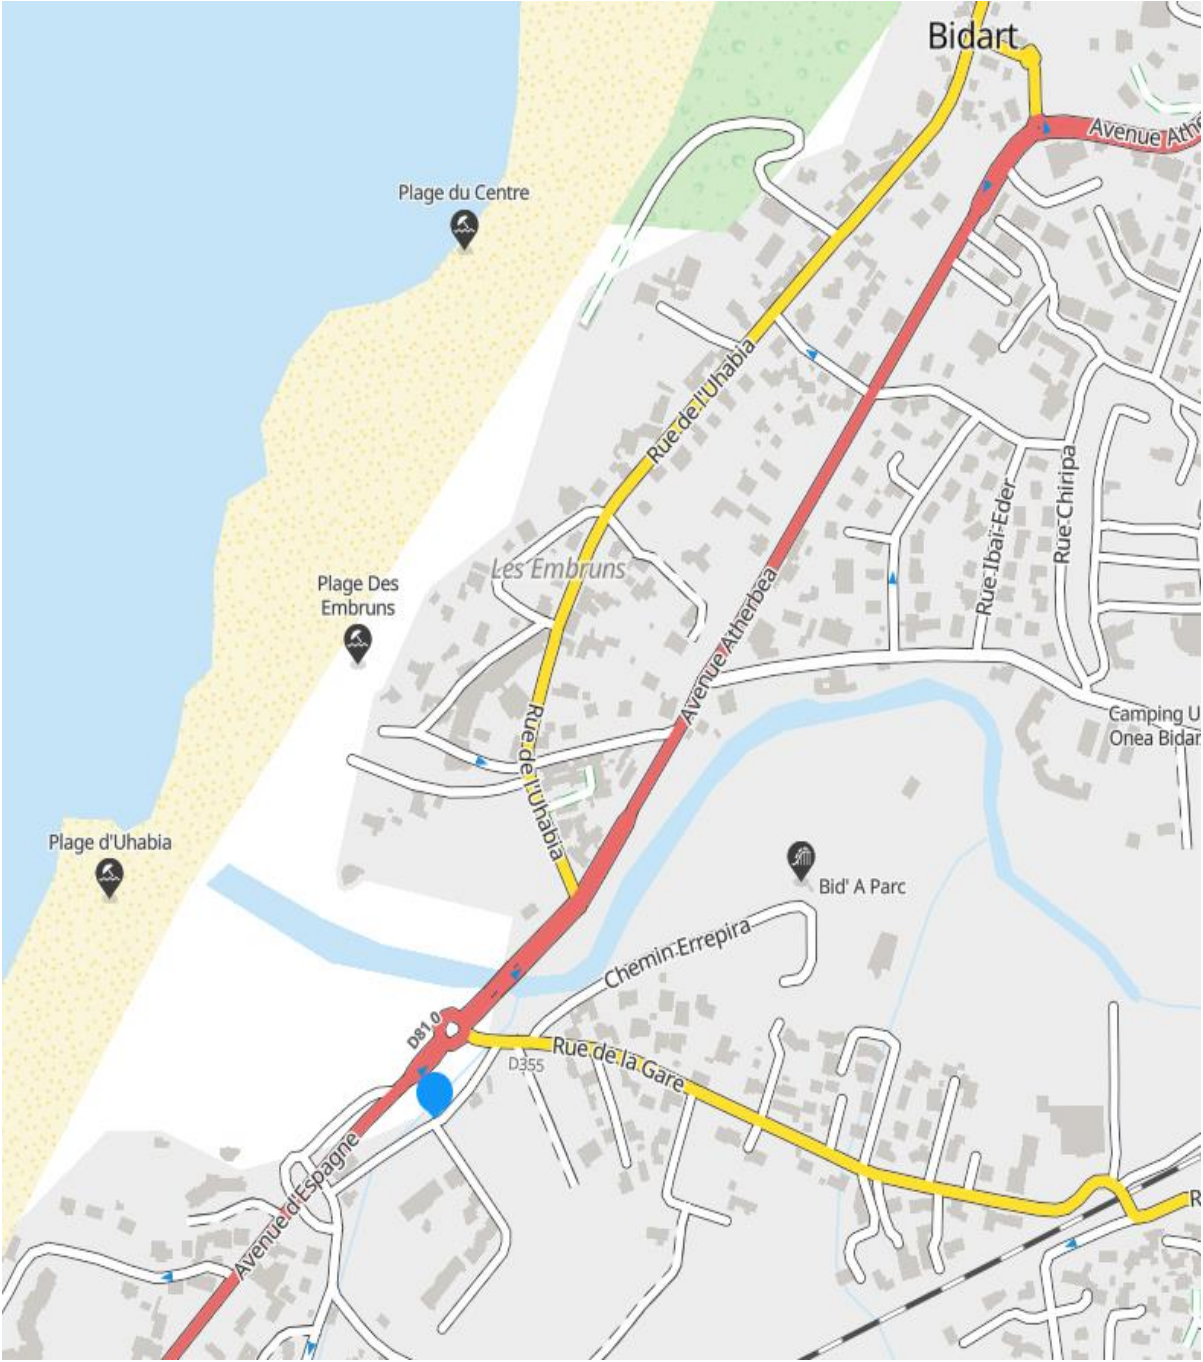 Bidart
Avenue Athe
Plage du Centre
Rue de l'Uhabia
Rue Chiripa
Rue Ibai-Eder
Les Embruns
Plage Des
Embruns
Avenue Atherbea
Camping U
Onea Bidar
Rue de l'Uhabia
Plage d'Uhabia
Bid' A Parc
Chemin Errepira
D810
Rue de la Gare
D355
Avenue d'Espagne
R